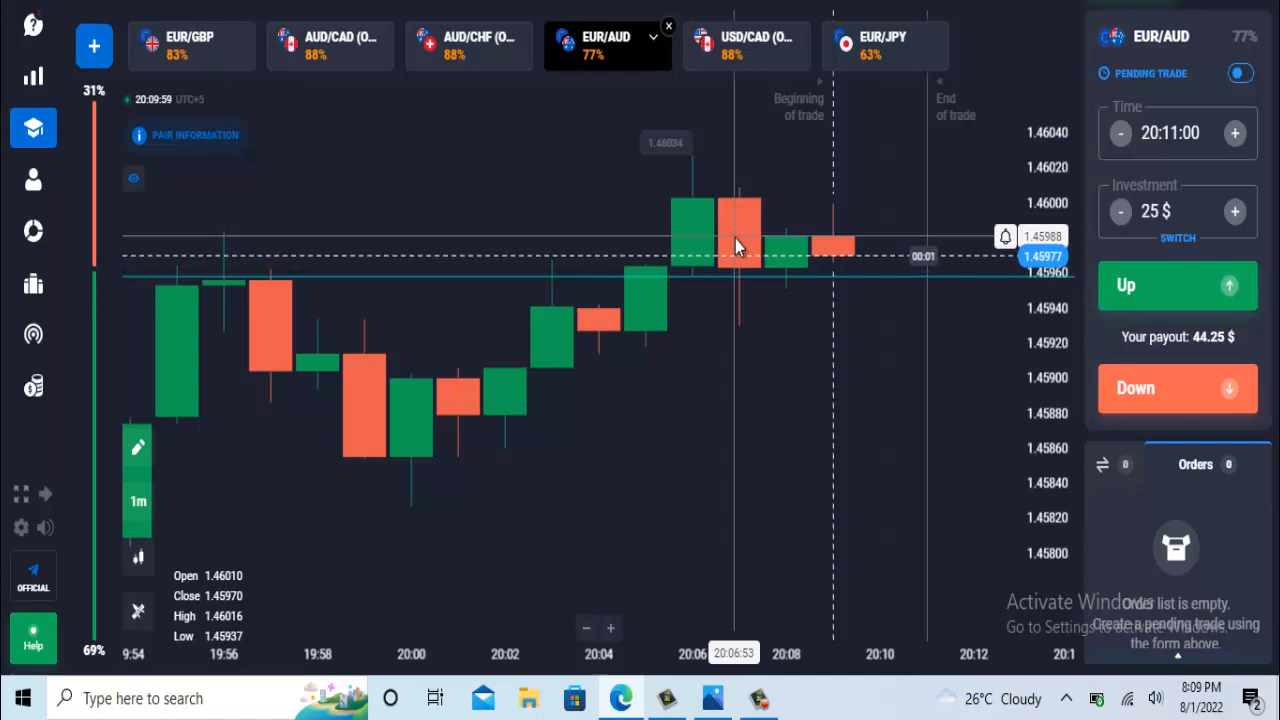 EUR/GBP
83%
AUD/CAD (O...
88%
AUD/CHF (O...
88%
EUR/AUD
77%
USD/CAD (O...
88%
EUR/JPY
63%
EUR/AUD
77%
31%
20:09:59 UTC+5
Beginning
of trade
End
of trade
PENDING TRADE
Time
- 20:11:00 +
i PAIR INFORMATION
1.46034
1.46040
1.46020
1.46000
1.45988
1.45977
1.45960
1.45940
1.45920
1.45900
1.45880
1.45860
1.45840
1.45820
1.45800
00:01
Investment
- 25 $ +
SWITCH
Up
Your payout: 44.25 $
Down
0
Orders 0
Order list is empty.
Create a pending trade using
the form above.
Activate Windows
Go to Settings to activate Windows.
1m
OFFICIAL
Help
Open 1.46010
Close 1.45970
High 1.46016
Low 1.45937
69%
- +
9:54 19:56 19:58 20:00 20:02 20:04 20:06 20:06:53 20:08 20:10 20:12 20:1
Type here to search
26°C Cloudy
8:09 PM
8/1/2022
2